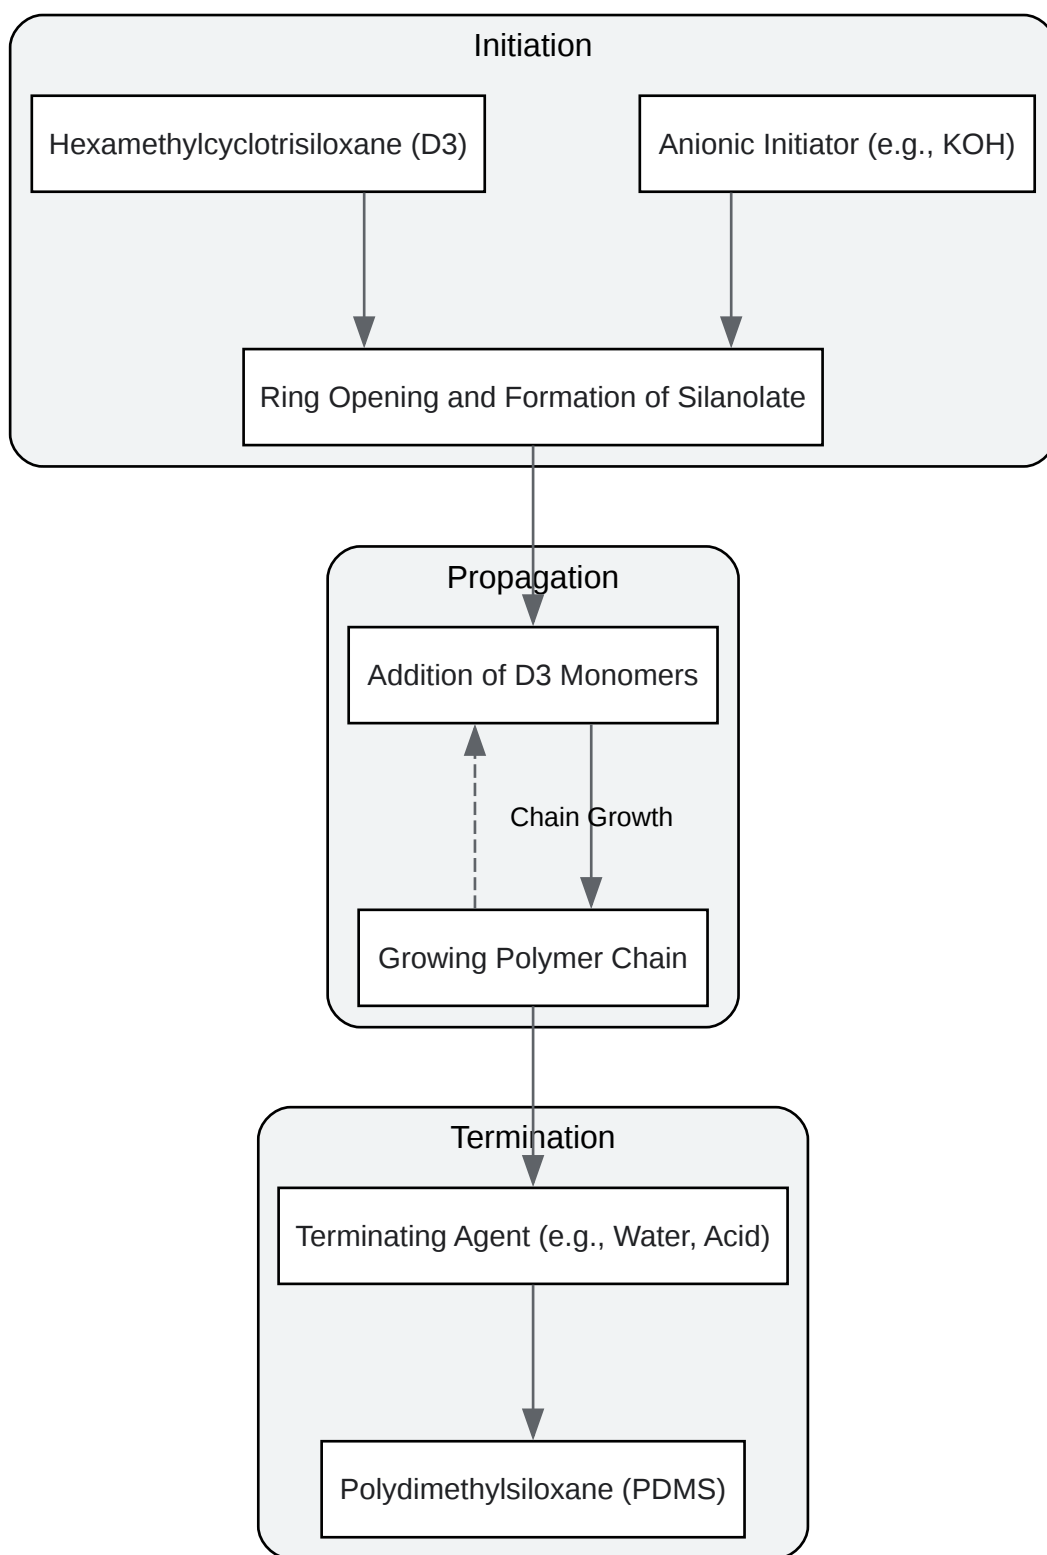 Initiation
Hexamethylcyclotrisiloxane (D3)
Anionic Initiator (e.g., KOH)
Ring Opening and Formation of Silanolate
Propagation
Addition of D3 Monomers
Chain Growth
Growing Polymer Chain
Termination
Terminating Agent (e.g., Water, Acid)
Polydimethylsiloxane (PDMS)